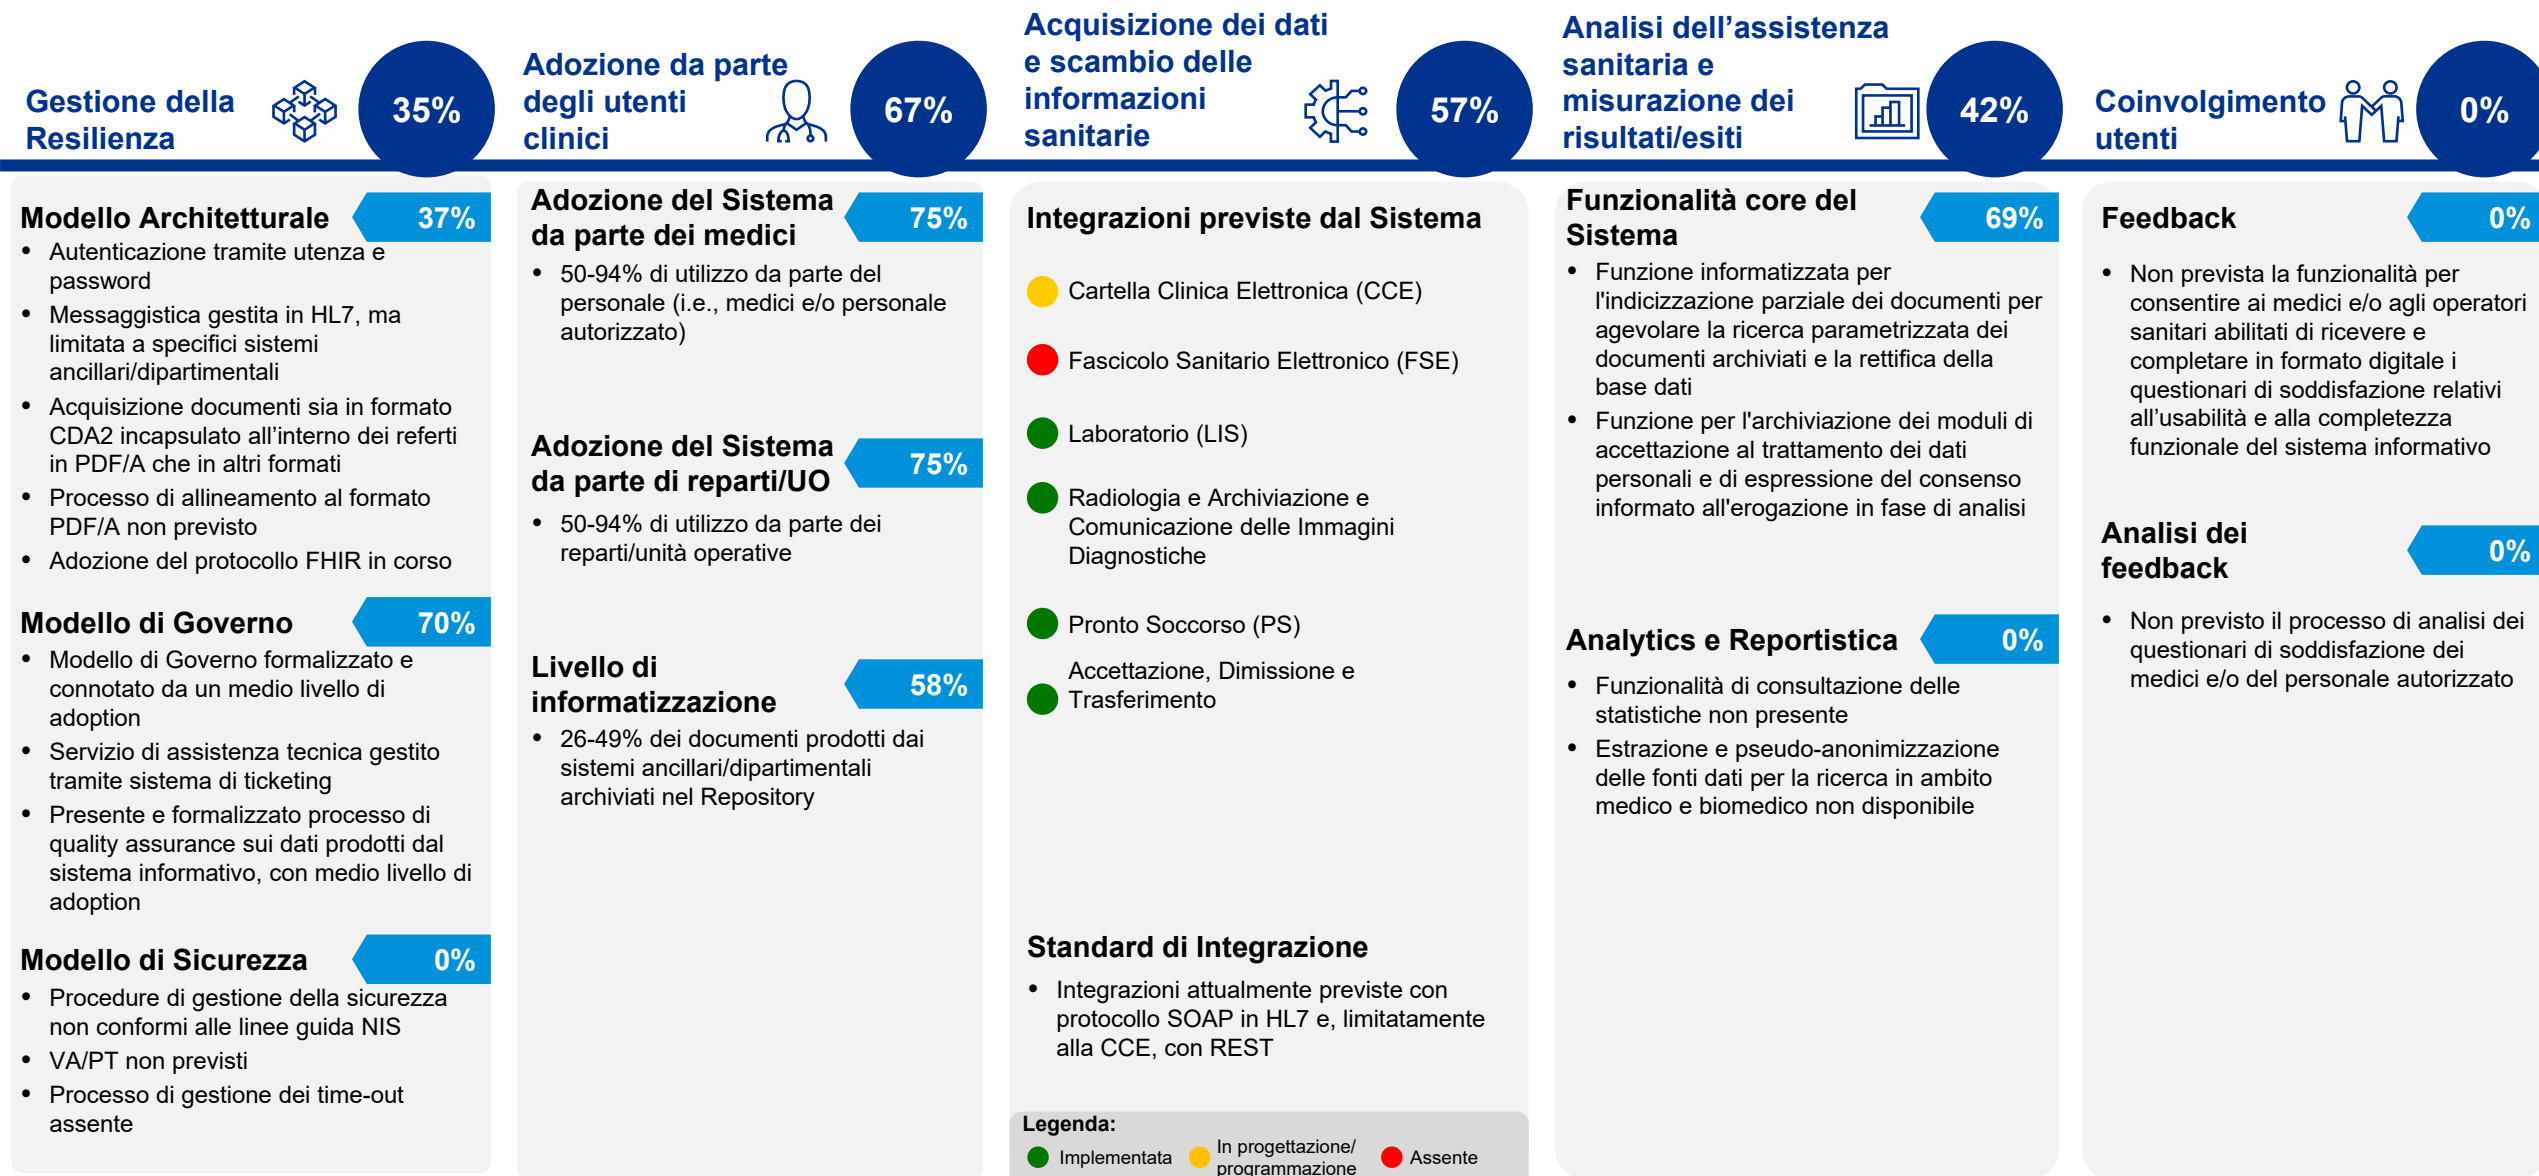 Gestione della
Resilienza
35%
Adozione da parte
degli utenti
clinici
67%
Acquisizione dei dati
e scambio delle
informazioni
sanitarie
57%
Analisi dell’assistenza
sanitaria e
misurazione dei
risultati/esiti
42%
Coinvolgimento
utenti
0%
Modello Architetturale
37%
• Autenticazione tramite utenza e
password
• Messaggistica gestita in HL7, ma
limitata a specifici sistemi
ancillari/dipartimentali
• Acquisizione documenti sia in formato
CDA2 incapsulato all’interno dei referti
in PDF/A che in altri formati
• Processo di allineamento al formato
PDF/A non previsto
• Adozione del protocollo FHIR in corso
Modello di Governo
70%
• Modello di Governo formalizzato e
connotato da un medio livello di
adoption
• Servizio di assistenza tecnica gestito
tramite sistema di ticketing
• Presente e formalizzato processo di
quality assurance sui dati prodotti dal
sistema informativo, con medio livello di
adoption
Modello di Sicurezza
0%
• Procedure di gestione della sicurezza
non conformi alle linee guida NIS
• VA/PT non previsti
• Processo di gestione dei time-out
assente
Adozione del Sistema
da parte dei medici
75%
• 50-94% di utilizzo da parte del
personale (i.e., medici e/o personale
autorizzato)
Adozione del Sistema
da parte di reparti/UO
75%
• 50-94% di utilizzo da parte dei
reparti/unità operative
Livello di
informatizzazione
58%
• 26-49% dei documenti prodotti dai
sistemi ancillari/dipartimentali
archiviati nel Repository
Integrazioni previste dal Sistema
Cartella Clinica Elettronica (CCE)
Fascicolo Sanitario Elettronico (FSE)
Laboratorio (LIS)
Radiologia e Archiviazione e
Comunicazione delle Immagini
Diagnostiche
Pronto Soccorso (PS)
Accettazione, Dimissione e
Trasferimento
Standard di Integrazione
• Integrazioni attualmente previste con
protocollo SOAP in HL7 e, limitatamente
alla CCE, con REST
Legenda:
Implementata
In progettazione/
programmazione
Assente
Funzionalità core del
Sistema
69%
• Funzione informatizzata per
l'indicizzazione parziale dei documenti per
agevolare la ricerca parametrizzata dei
documenti archiviati e la rettifica della
base dati
• Funzione per l'archiviazione dei moduli di
accettazione al trattamento dei dati
personali e di espressione del consenso
informato all'erogazione in fase di analisi
Analytics e Reportistica
0%
• Funzionalità di consultazione delle
statistiche non presente
• Estrazione e pseudo-anonimizzazione
delle fonti dati per la ricerca in ambito
medico e biomedico non disponibile
Feedback
0%
• Non prevista la funzionalità per
consentire ai medici e/o agli operatori
sanitari abilitati di ricevere e
completare in formato digitale i
questionari di soddisfazione relativi
all’usabilità e alla completezza
funzionale del sistema informativo
Analisi dei
feedback
0%
• Non previsto il processo di analisi dei
questionari di soddisfazione dei
medici e/o del personale autorizzato